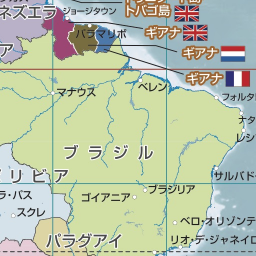 ネズエラ
ジョージタウン
トバゴ島
ギアナ
ア
パラマリボ
ギアナ
マナウス
ベレン
フォルタ
ナタ
レシ
ブラジル
リビア
サルバド
ラ・パス
ブラジリア
ゴイアニア
スクレ
ベロ・オリゾンテ
パラグアイ
リオ・デ・ジャネイロ